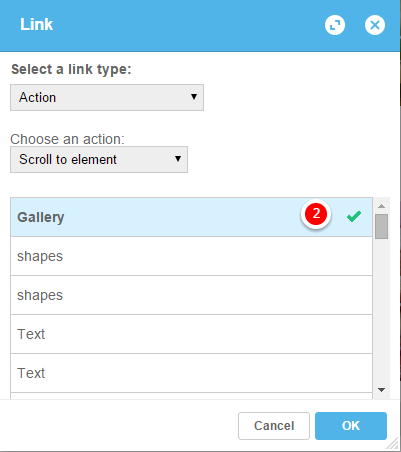 Link
Select a link type:
Action
Choose an action:
Scroll to element
Gallery 2
shapes
shapes
Text
Text
Cancel OK